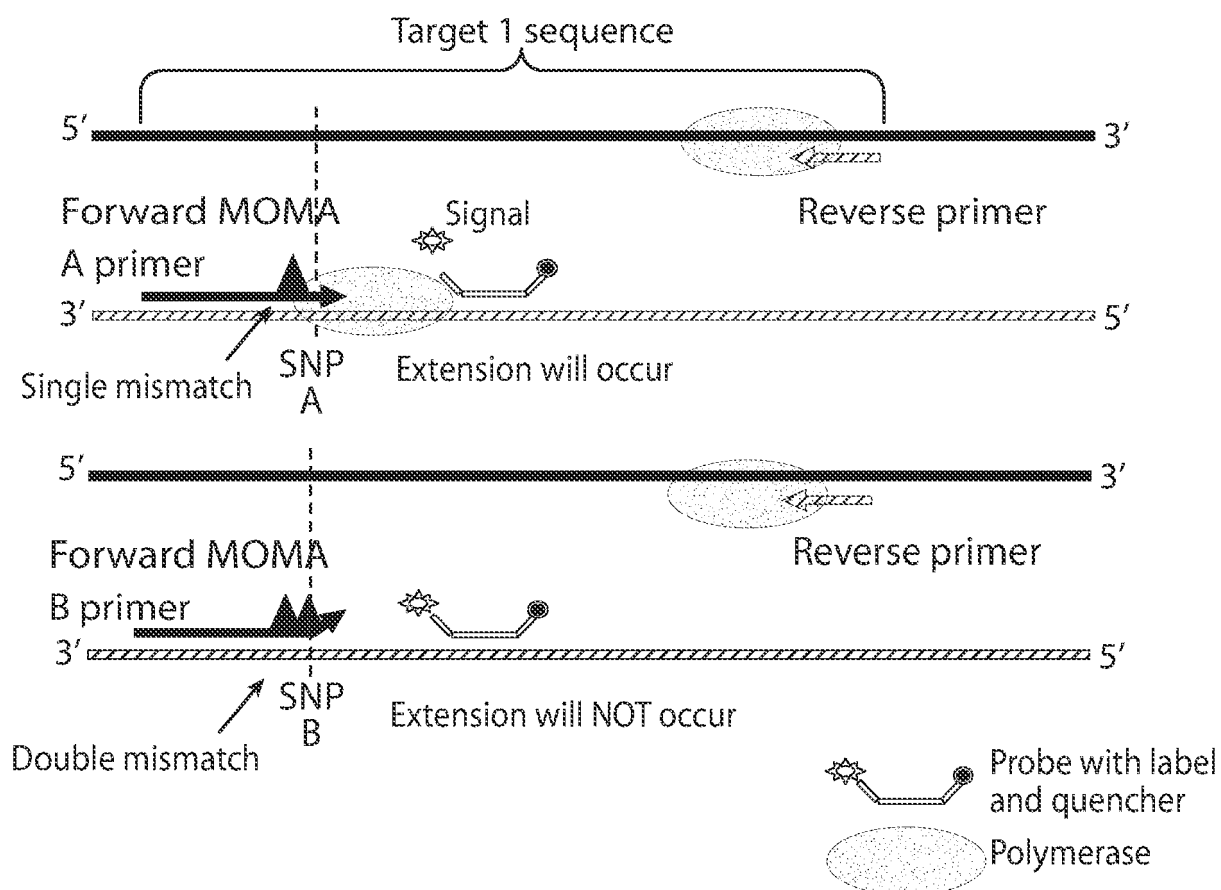 Target 1 sequence
5’
3’
Forward MOMA
A primer
Signal
Reverse primer
3’
5’
Single mismatch
SNP
A
Extension will occur
5’
3’
Forward MOMA
B primer
Reverse primer
3’
5’
SNP
B
Extension will NOT occur
Double mismatch
Probe with label
and quencher
Polymerase